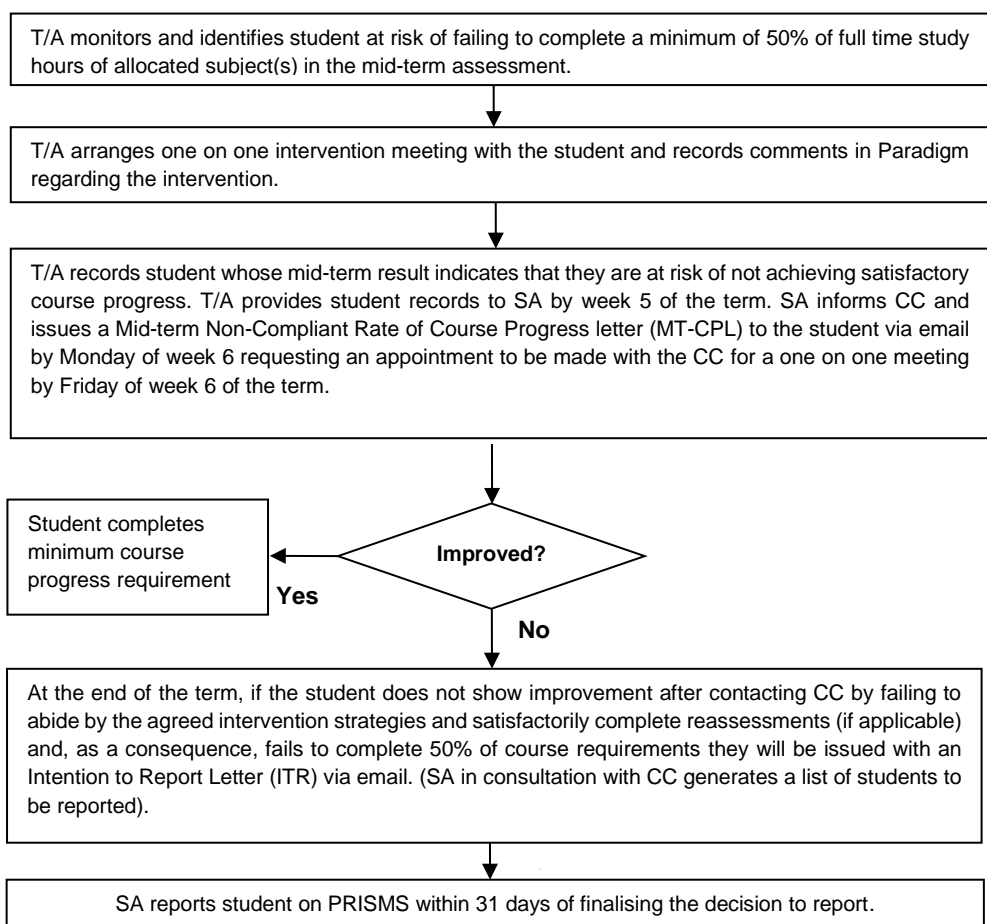 T/A monitors and identifies student at risk of failing to complete a minimum of 50% of full time study
hours of allocated subject(s) in the mid-term assessment.
T/A arranges one on one intervention meeting with the student and records comments in Paradigm
regarding the intervention.
T/A records student whose mid-term result indicates that they are at risk of not achieving satisfactory
course progress. T/A provides student records to SA by week 5 of the term. SA informs CC and
issues a Mid-term Non-Compliant Rate of Course Progress letter (MT-CPL) to the student via email
by Monday of week 6 requesting an appointment to be made with the CC for a one on one meeting
by Friday of week 6 of the term.
Improved?
Student completes
minimum course
progress requirement
Yes
No
At the end of the term, if the student does not show improvement after contacting CC by failing to
abide by the agreed intervention strategies and satisfactorily complete reassessments (if applicable)
and, as a consequence, fails to complete 50% of course requirements they will be issued with an
Intention to Report Letter (ITR) via email. (SA in consultation with CC generates a list of students to
be reported).
SA reports student on PRISMS within 31 days of finalising the decision to report.